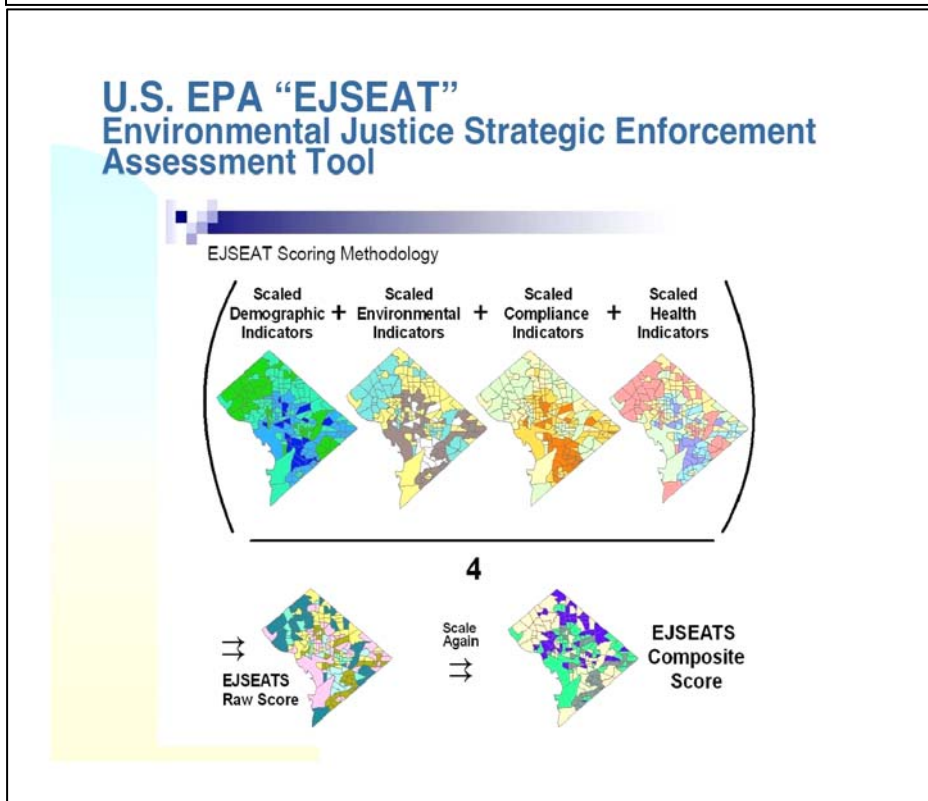 U.S. EPA “EJSEAT”
Environmental Justice Strategic Enforcement
Assessment Tool
EJSEAT Scoring Methodology
Scaled
Demographic
Indicators
+
Scaled
Environmental
Indicators
+
Scaled
Compliance
Indicators
+
Scaled
Health
Indicators
4
EJSEATS
Raw Score
Scale
Again
EJSEATS
Composite
Score